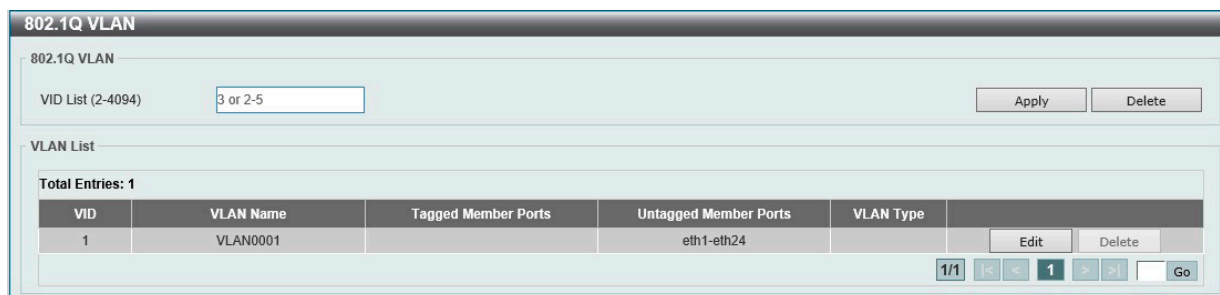 802.1Q VLAN
802.1Q VLAN
VID List (2-4094) 3 or 2-5 Apply Delete
VLAN List
Total Entries: 1
VID VLAN Name Tagged Member Ports Untagged Member Ports VLAN Type
1 VLAN0001 eth1-eth24 Edit Delete
1/1 |< < 1 > >| Go